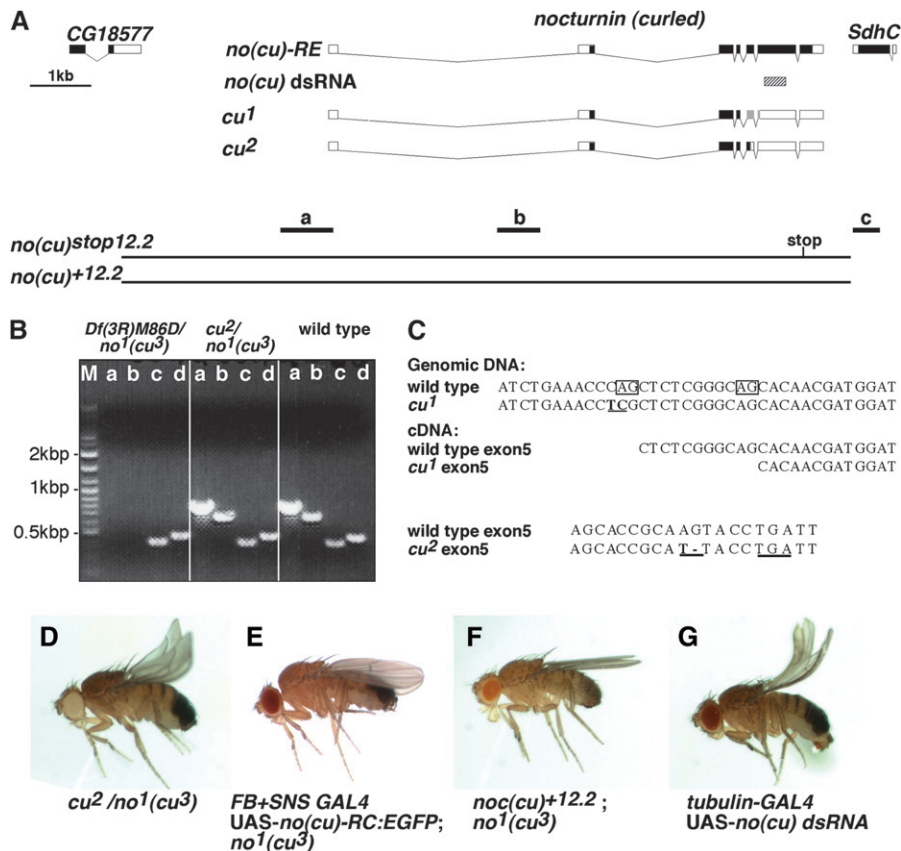 A
CG18577
nocturnin (curled)
SdhC
no(cu)-RE
1kb
no(cu) dsRNA
cu1
cu2
a
b
c
no(cu)stop12.2
stop
no(cu)+12.2
B
Df(3R)M86D/
no1(cu3)
cu2/
no1(cu3)
wild type
M a b c d a b c d a b c d
2kbp -
1kbp -
0.5kbp -
C
Genomic DNA:
wild type ATCTGAAACCCAGCTCTCGGGCAGCACAACGATGGAT
cu1 ATCTGAAACCTCGCTCTCGGGCAGCACAACGATGGAT
cDNA:
wild type exon5 CTCTCGGGCAGCACAACGATGGAT
cu1 exon5 CACAACGATGGAT
wild type exon5 AGCACCGCAAGTACCTGATT
cu2 exon5 AGCACCGCAT-TACCTGATT
D
cu2/no1(cu3)
E
FB+SNS GAL4
UAS-no(cu)-RC:EGFP;
no1(cu3)
F
noc(cu)+12.2 ;
no1(cu3)
G
tubulin-GAL4
UAS-no(cu) dsRNA